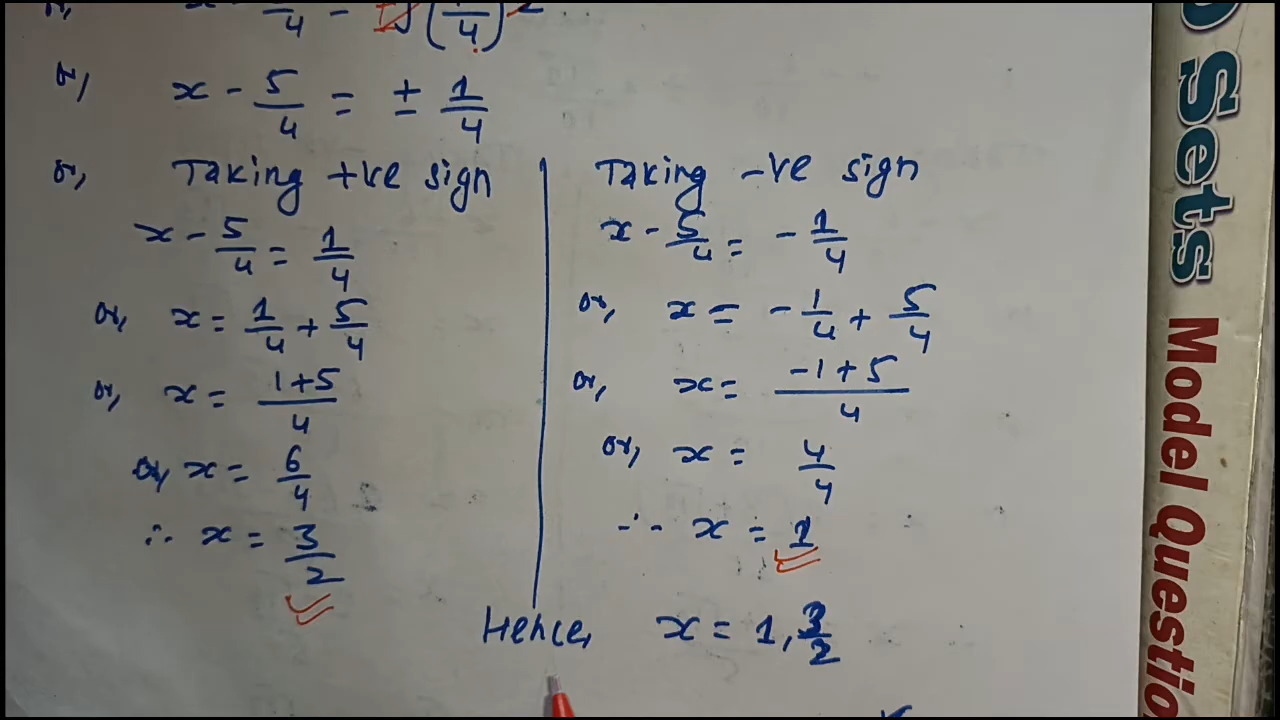 x - 5/4 = ± 1/4
or, Taking +ve sign
x - 5/4 = 1/4
or, x = 1/4 + 5/4
or, x = (1+5)/4
or, x = 6/4
∴ x = 3/2
Taking -ve sign
x - 5/4 = - 1/4
or, x = - 1/4 + 5/4
or, x = (-1+5)/4
or, x = 4/4
∴ x = 1
Hence, x = 1, 3/2
Sets Model Questio